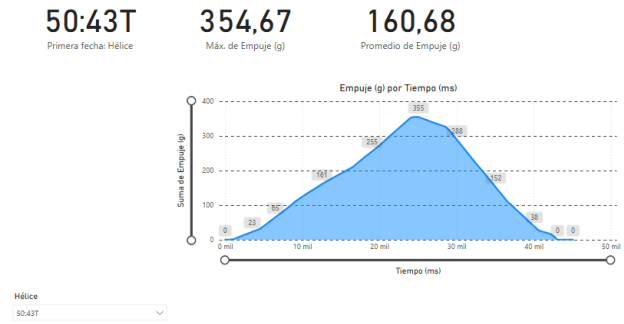 50:43T 354,67 160,68
Primera fecha: Hélice Máx. de Empuje (g) Promedio de Empuje (g)
Empuje (g) por Tiempo (ms)
Suma de Empuje (g)
400
300
200
100
0
0 23 65 161 255 355 288 152 38 0 0
0 mil 10 mil 20 mil 30 mil 40 mil 50 mil
Tiempo (ms)
Hélice
50:43T